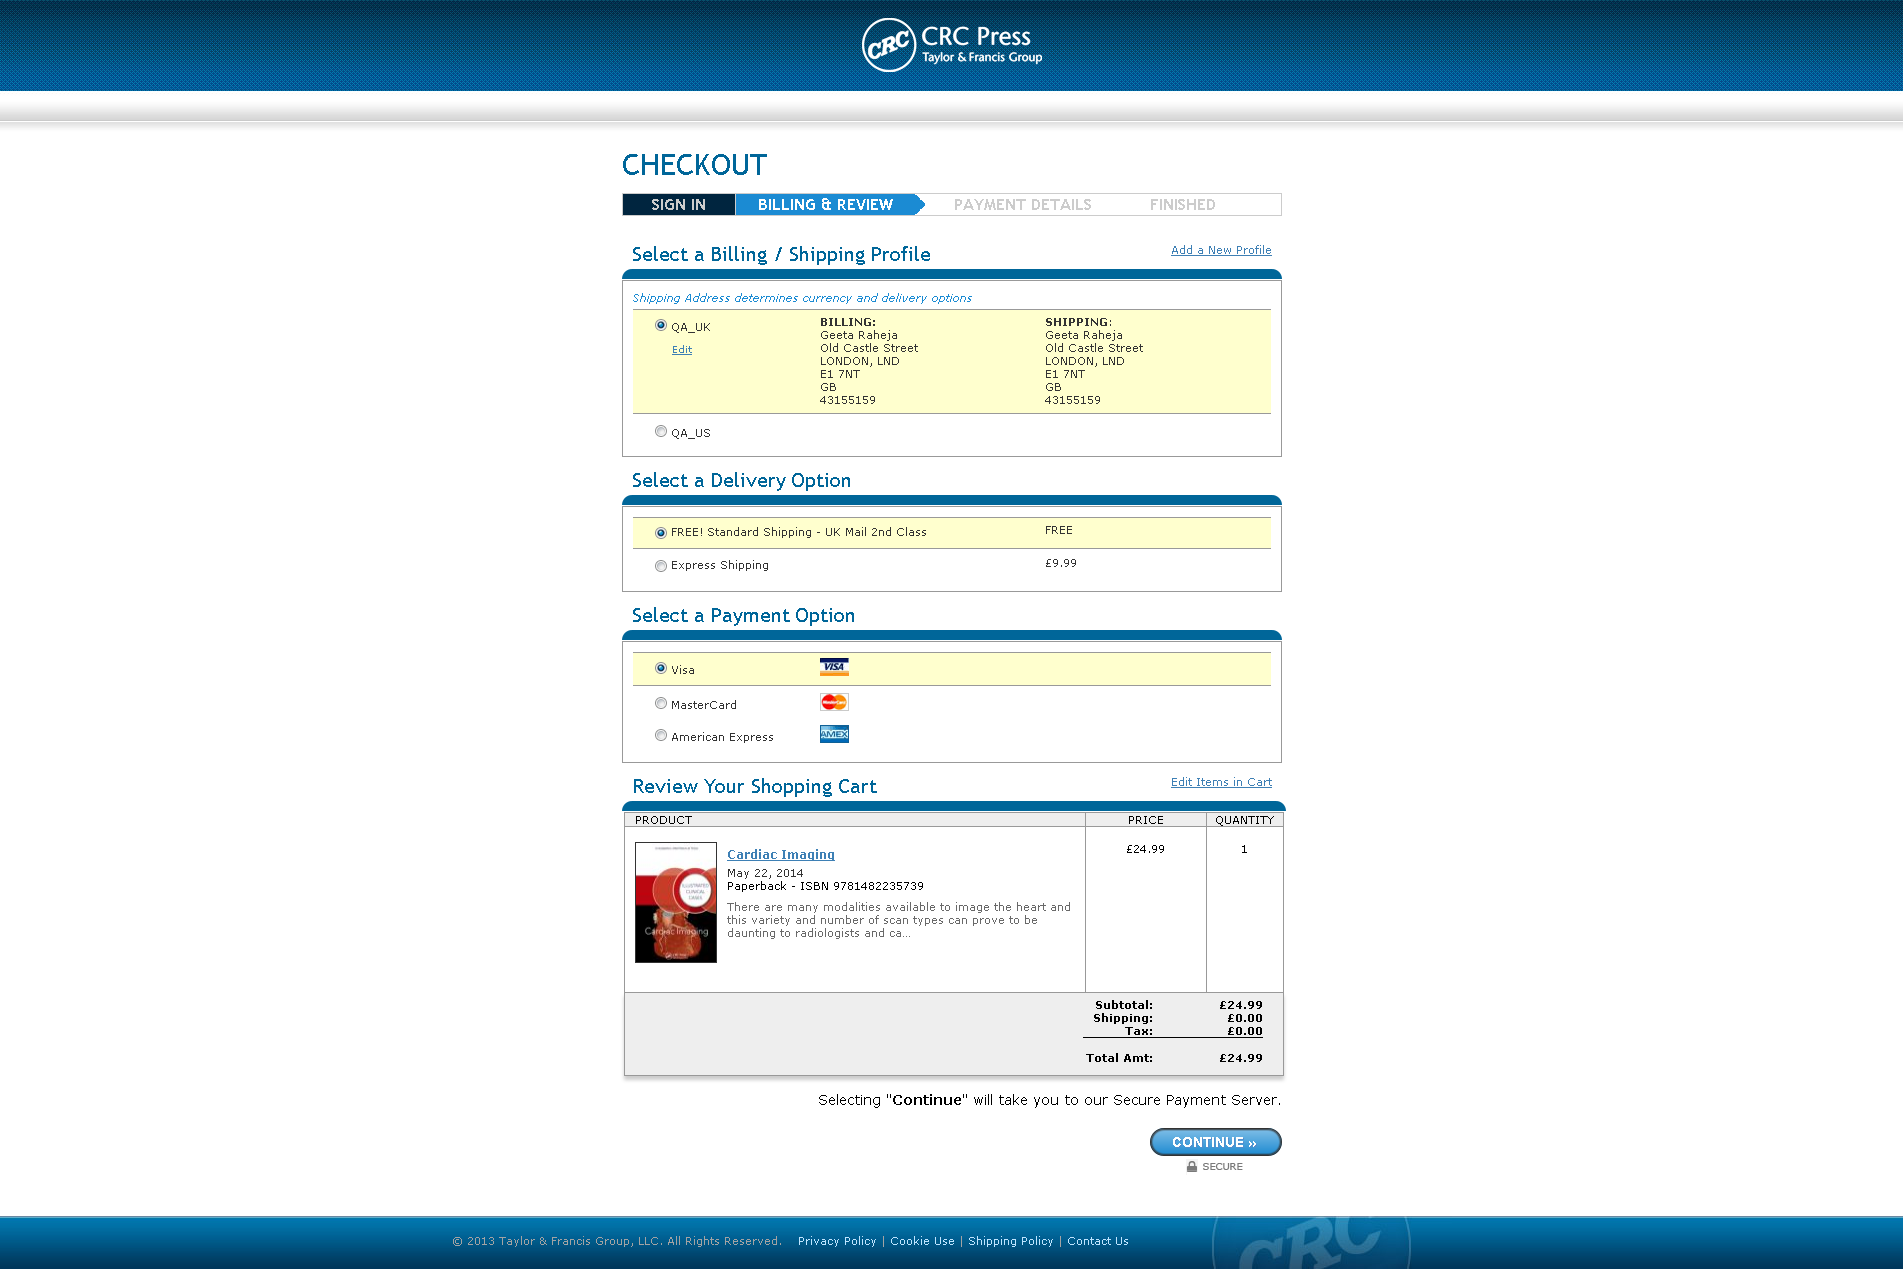 CRC CRC Press
Taylor & Francis Group
CHECKOUT
SIGN IN BILLING & REVIEW PAYMENT DETAILS FINISHED
Select a Billing / Shipping Profile Add a New Profile
Shipping Address determines currency and delivery options
QA_UK BILLING: SHIPPING:
Geeta Raheja Geeta Raheja
Edit Old Castle Street Old Castle Street
LONDON, LND LONDON, LND
E1 7NT E1 7NT
GB GB
43155159 43155159
QA_US
Select a Delivery Option
FREE! Standard Shipping - UK Mail 2nd Class FREE
Express Shipping £9.99
Select a Payment Option
Visa VISA
MasterCard MasterCard
American Express AMEX
Review Your Shopping Cart Edit Items in Cart
PRODUCT PRICE QUANTITY
Cardiac Imaging £24.99 1
May 22, 2014
Paperback - ISBN 9781482235739
ILLUSTRATED
CLINICAL
CASES
There are many modalities available to image the heart and
this variety and number of scan types can prove to be
daunting to radiologists and ca...
Cardiac Imaging
Subtotal: £24.99
Shipping: £0.00
Tax: £0.00
Total Amt: £24.99
Selecting "Continue" will take you to our Secure Payment Server.
CONTINUE »
SECURE
© 2013 Taylor & Francis Group, LLC. All Rights Reserved. Privacy Policy | Cookie Use | Shipping Policy | Contact Us
CRC